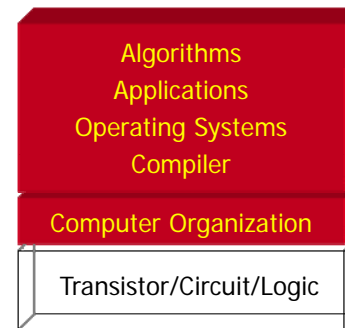 Algorithms
Applications
Operating Systems
Compiler
Computer Organization
Transistor/Circuit/Logic